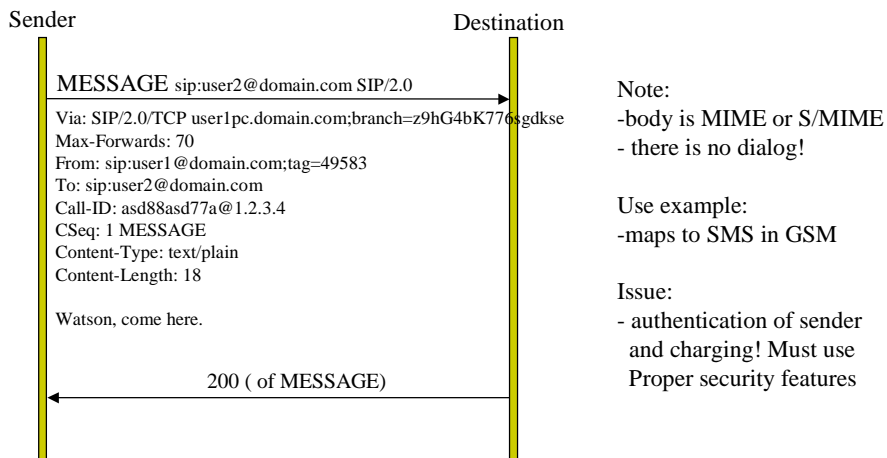 Sender
Destination
MESSAGE sip:user2@domain.com SIP/2.0
Via: SIP/2.0/TCP user1pc.domain.com;branch=z9hG4bK776sgdkse
Max-Forwards: 70
From: sip:user1@domain.com;tag=49583
To: sip:user2@domain.com
Call-ID: asd88asd77a@1.2.3.4
CSeq: 1 MESSAGE
Content-Type: text/plain
Content-Length: 18
Watson, come here.
200 ( of MESSAGE)
Note:
-body is MIME or S/MIME
- there is no dialog!
Use example:
-maps to SMS in GSM
Issue:
- authentication of sender
and charging! Must use
Proper security features